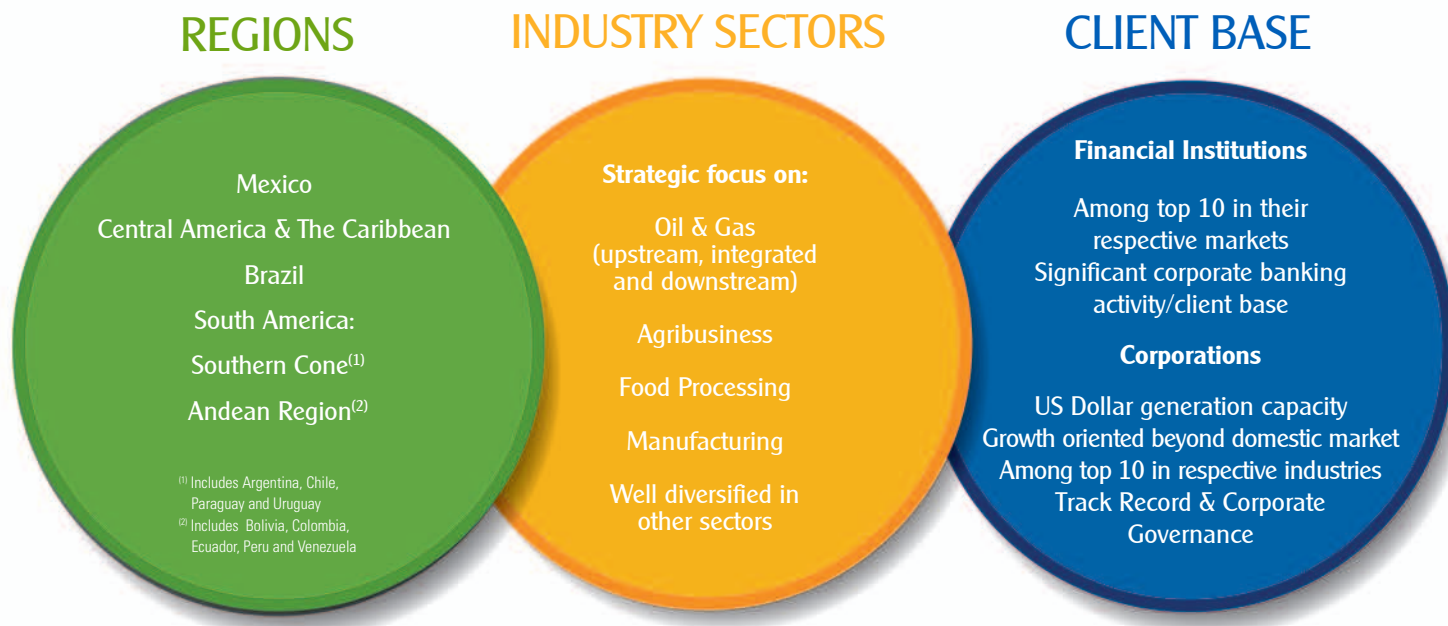 REGIONS
Mexico
Central America & The Caribbean
Brazil
South America:
Southern Cone(1)
Andean Region(2)
(1) Includes Argentina, Chile,
Paraguay and Uruguay
(2) Includes Bolivia, Colombia,
Ecuador, Peru and Venezuela
INDUSTRY SECTORS
Strategic focus on:
Oil & Gas
(upstream, integrated
and downstream)
Agribusiness
Food Processing
Manufacturing
Well diversified in
other sectors
CLIENT BASE
Financial Institutions
Among top 10 in their
respective markets
Significant corporate banking
activity/client base
Corporations
US Dollar generation capacity
Growth oriented beyond domestic market
Among top 10 in respective industries
Track Record & Corporate
Governance